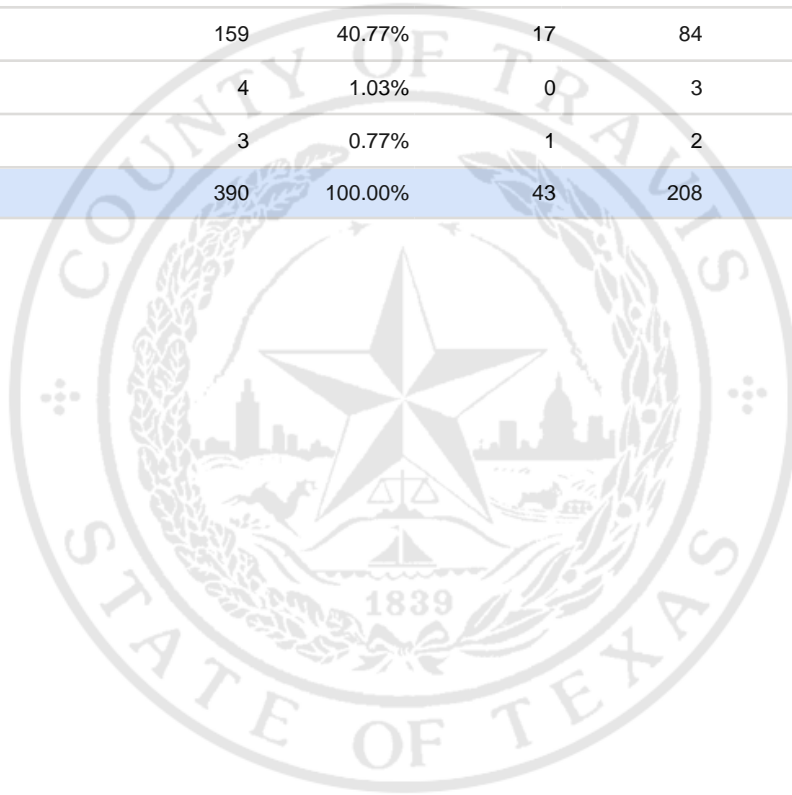 159 40.77% 17 84
4 1.03% 0 3
3 0.77% 1 2
390 100.00% 43 208
COUNTY OF TRAVIS
1839
STATE OF TEXAS